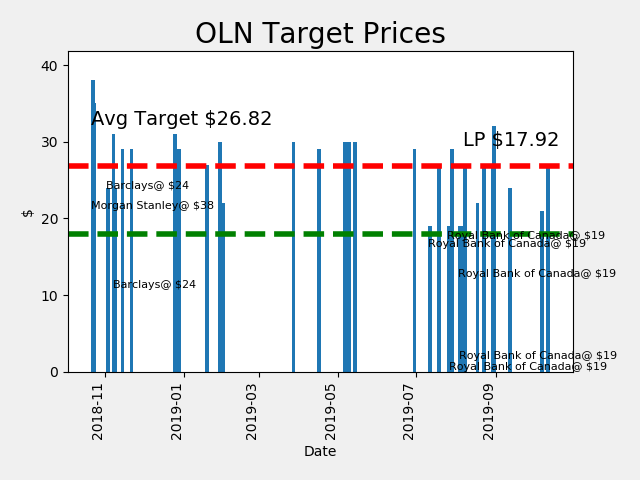 OLN Target Prices
40
30
20
10
0
$
Avg Target $26.82
LP $17.92
Barclays@ $24
Morgan Stanley@ $38
Barclays@ $24
Royal Bank of Canada@ $19
Royal Bank of Canada@ $19
Royal Bank of Canada@ $19
Royal Bank of Canada@ $19
Royal Bank of Canada@ $19
2018-11
2019-01
2019-03
2019-05
2019-07
2019-09
Date